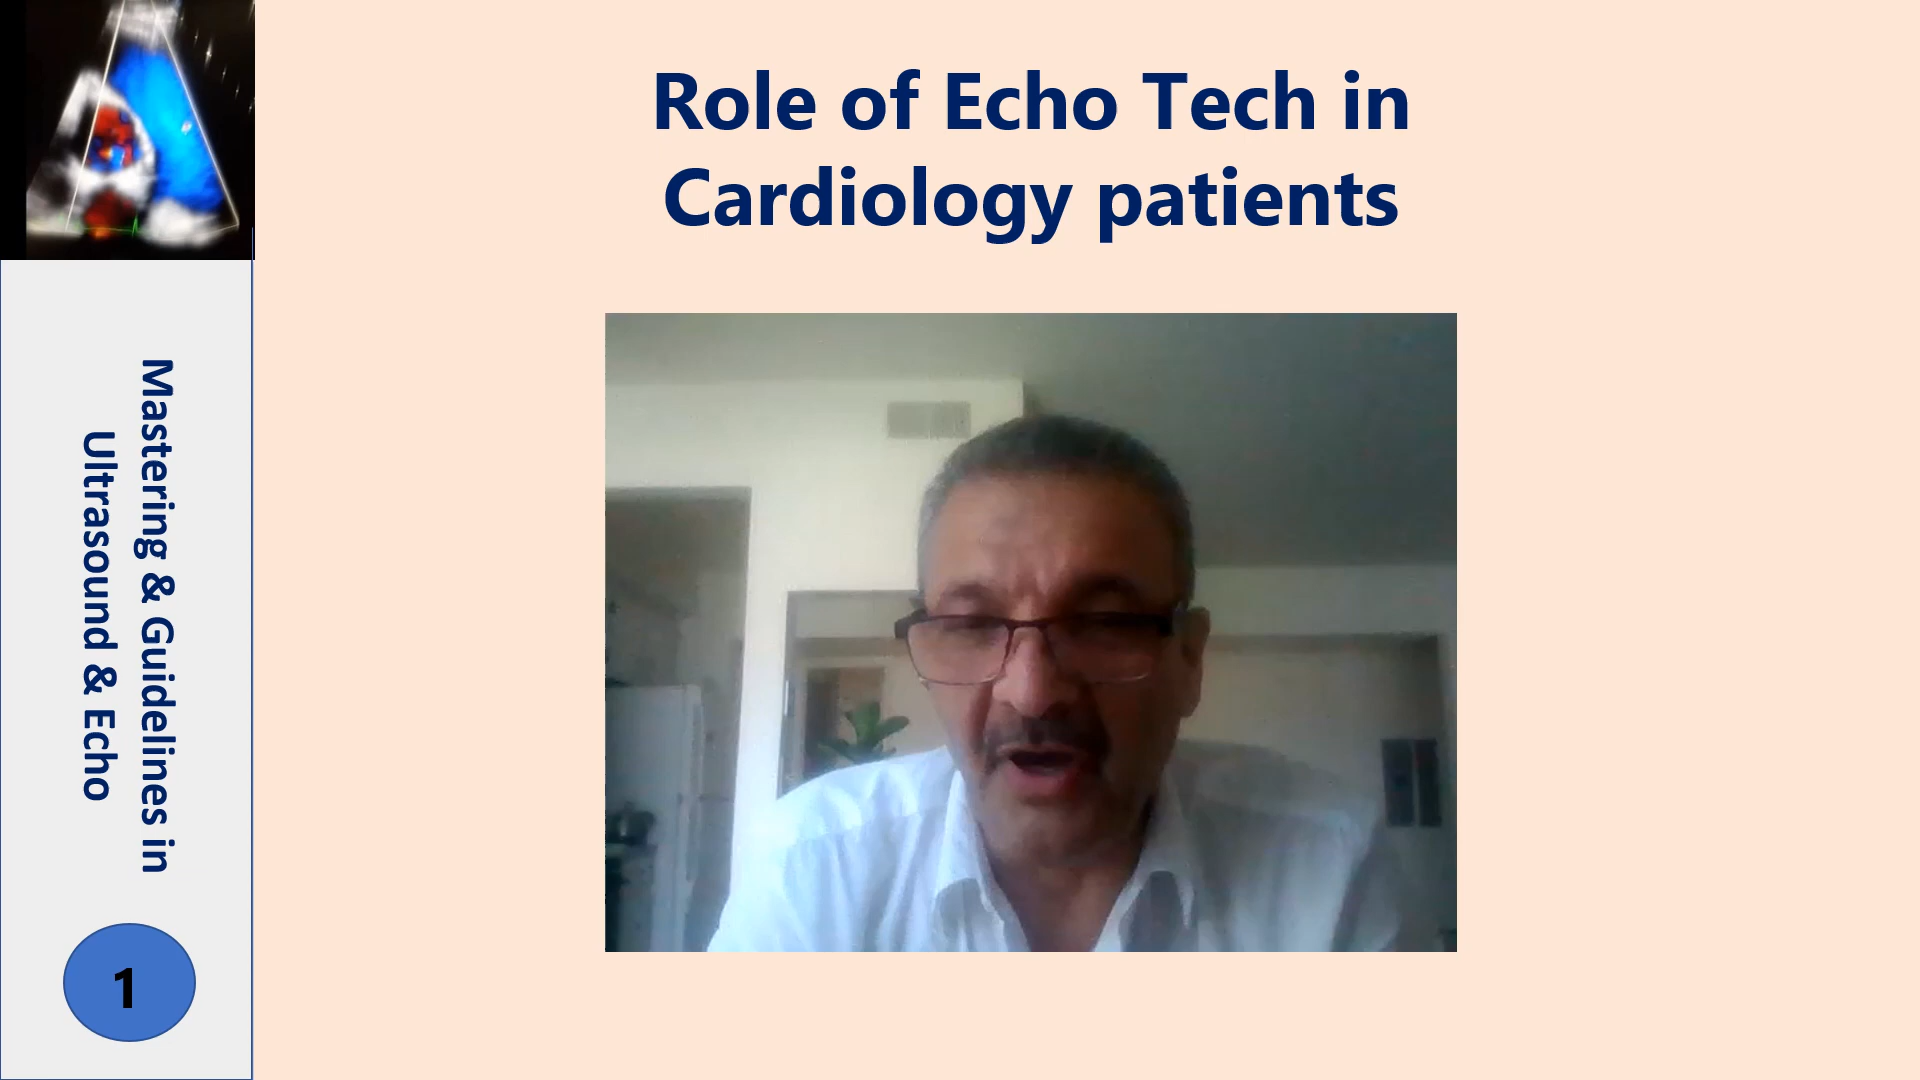 Role of Echo Tech in
Cardiology patients
Mastering & Guidelines in
Ultrasound & Echo
1